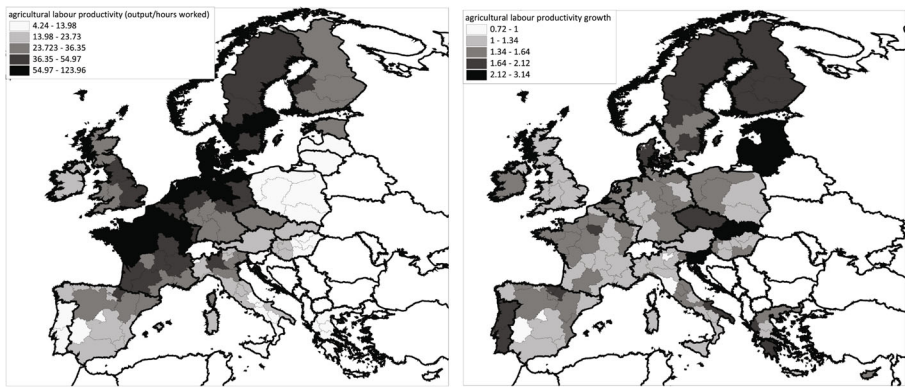 agricultural labour productivity (output/hours worked)
4.24 - 13.98
13.98 - 23.73
23.723 - 36.35
36.35 - 54.97
54.97 - 123.96
agricultural labour productivity growth
0.72 - 1
1 - 1.34
1.34 - 1.64
1.64 - 2.12
2.12 - 3.14